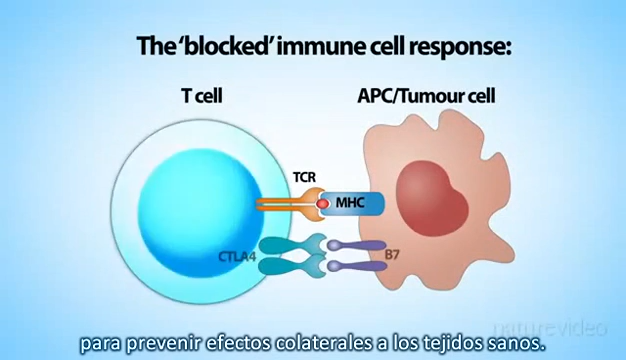 The ‘blocked’ immune cell response:
T cell
APC/Tumour cell
TCR
MHC
CTLA4
B7
naturevideo
para prevenir efectos colaterales a los tejidos sanos.